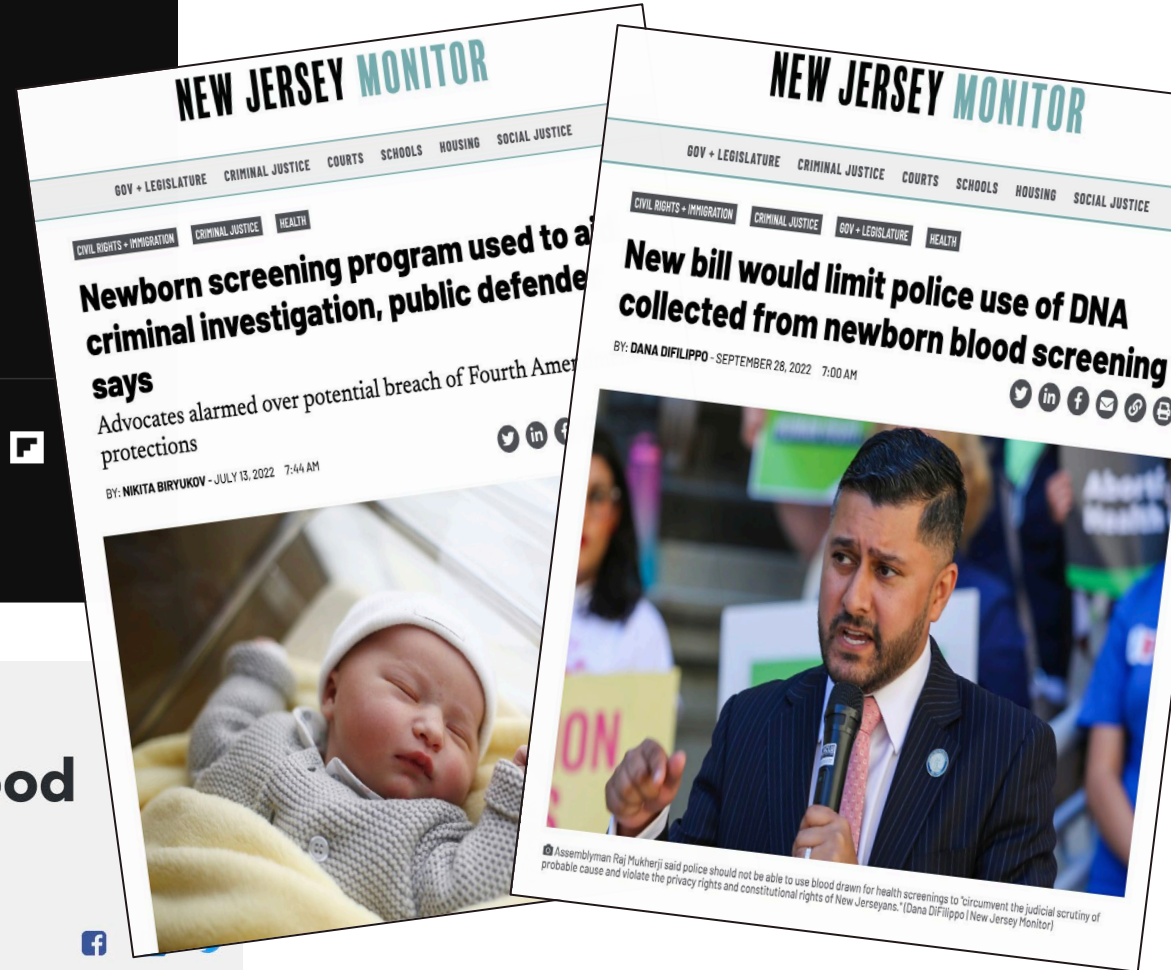 NEW JERSEY MONITOR
GOV + LEGISLATURE CRIMINAL JUSTICE COURTS SCHOOLS HOUSING SOCIAL JUSTICE
CIVIL RIGHTS + IMMIGRATION CRIMINAL JUSTICE HEALTH
Newborn screening program used to
criminal investigation, public
says
Advocates alarmed over potential breach of Fourth
protections
BY: NIKITA BIRYUKOV - JULY 13, 2022 7:44 AM
NEW JERSEY MONITOR
GOV + LEGISLATURE CRIMINAL JUSTICE COURTS SCHOOLS HOUSING SOCIAL JUSTICE
CIVIL RIGHTS + IMMIGRATION CRIMINAL JUSTICE GOV + LEGISLATURE HEALTH
New bill would limit police use of DNA
collected from newborn blood screening
BY: DANA DIFILIPPO - SEPTEMBER 28, 2022 7:00 AM
ON
Health
Assemblyman Raj Mukherji said police should not be able to use blood drawn for health screenings to "circumvent the judicial scrutiny of
probable cause and violate the privacy rights and constitutional rights of New Jerseyans." (Dana DiFilippo | New Jersey Monitor)
od